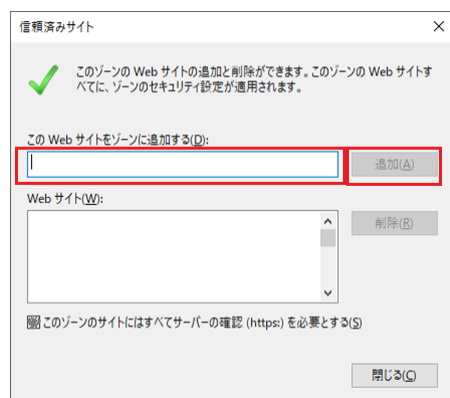 信頼済みサイト
このゾーンの Web サイトの追加と削除ができます。このゾーンの Web サイトす
べてに、ゾーンのセキュリティ設定が適用されます。
この Web サイトをゾーンに追加する(D):
追加(A)
Web サイト(W):
削除(R)
このゾーンのサイトにはすべてサーバーの確認 (https:) を必要とする(S)
閉じる(C)